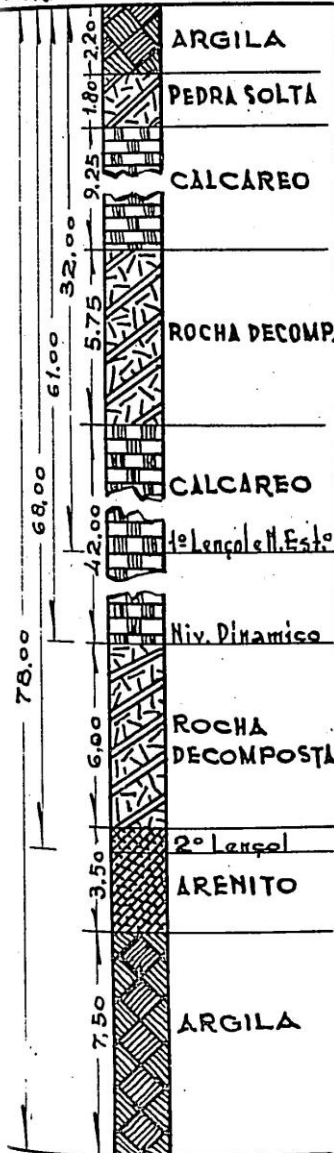 2.20
ARGILA
1.80
PEDRA SOLTA
9.25
CALCAREO
32.00
5.75
ROCHA DECOMP.
61.00
68,00
78.00
42.00
CALCAREO
1º Lençol e N.Est.º
Niv. Dinamico
6,00
ROCHA
DECOMPOSTA
2º Lençol
3,50
ARENITO
7,50
ARGILA